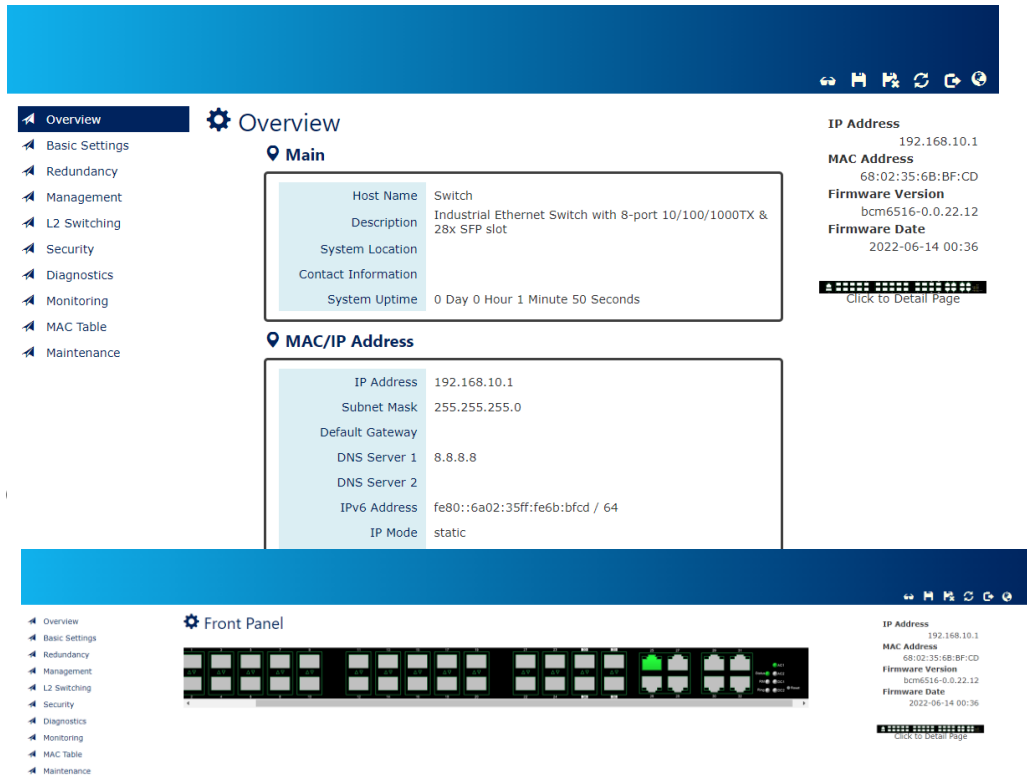 Overview
Basic Settings
Redundancy
Management
L2 Switching
Security
Diagnostics
Monitoring
MAC Table
Maintenance
Overview
Main
Host Name Switch
Description Industrial Ethernet Switch with 8-port 10/100/1000TX &
28x SFP slot
System Location
Contact Information
System Uptime 0 Day 0 Hour 1 Minute 50 Seconds
MAC/IP Address
IP Address 192.168.10.1
Subnet Mask 255.255.255.0
Default Gateway
DNS Server 1 8.8.8.8
DNS Server 2
IPv6 Address fe80::6a02:35ff:fe6b:bfcd / 64
IP Mode static
IP Address
192.168.10.1
MAC Address
68:02:35:6B:BF:CD
Firmware Version
bcm6516-0.0.22.12
Firmware Date
2022-06-14 00:36
Click to Detail Page
Overview
Basic Settings
Redundancy
Management
L2 Switching
Security
Diagnostics
Monitoring
MAC Table
Maintenance
Front Panel
IP Address
192.168.10.1
MAC Address
68:02:35:6B:BF:CD
Firmware Version
bcm6516-0.0.22.12
Firmware Date
2022-06-14 00:36
Click to Detail Page